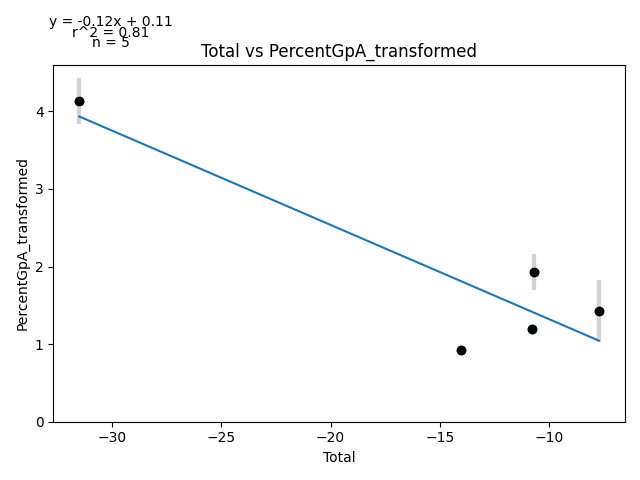 y = -0.12x + 0.11
r^2 = 0.81
n = 5
Total vs PercentGpA_transformed
PercentGpA_transformed
4
3
2
1
0
−30
−25
−20
−15
−10
Total